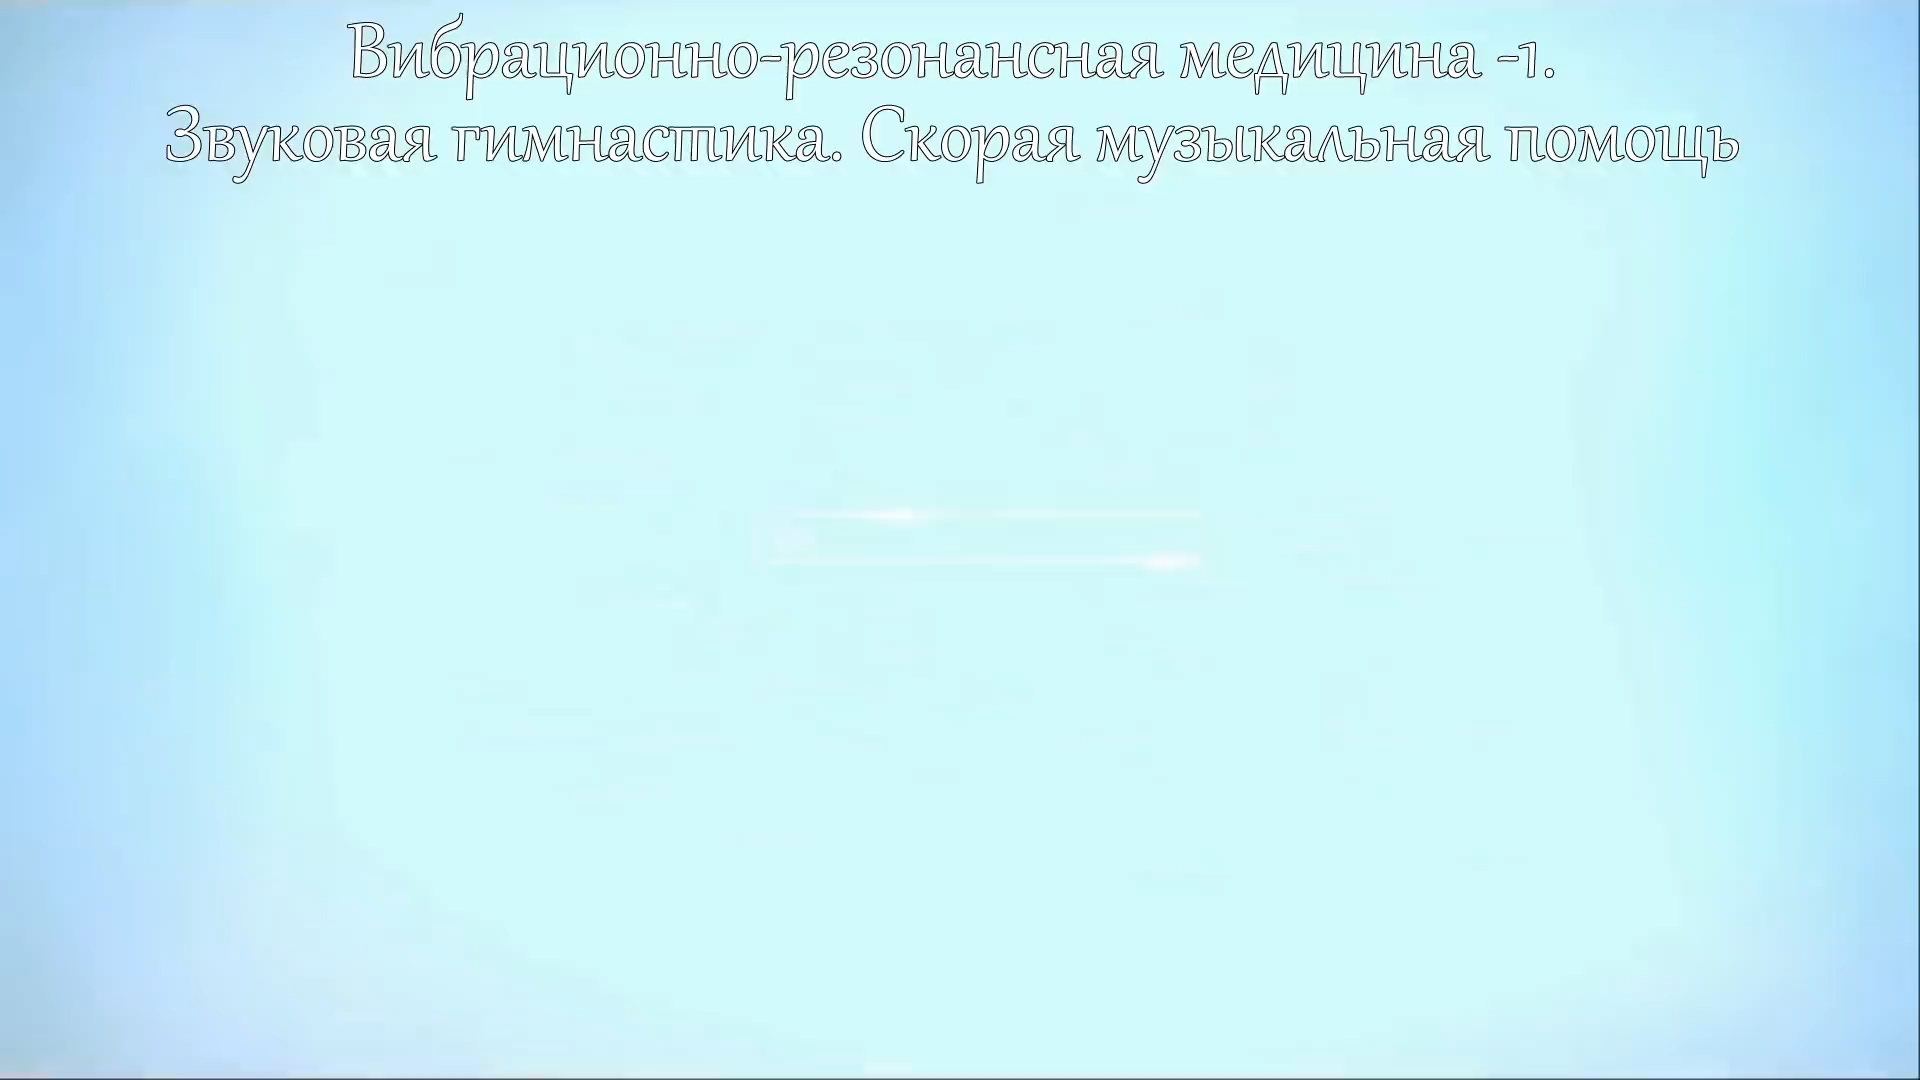 Вибрационно-резонансная медицина -1.
Звуковая гимнастика. Скорая музыкальная помощь